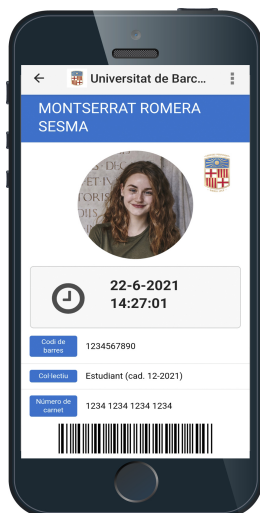 Universitat de Barc...
MONTSERRAT ROMERA
SESMA
22-6-2021
14:27:01
Codi de
barres
1234567890
Col·lectiu
Estudiant (cad. 12-2021)
Número de
carnet
1234 1234 1234 1234